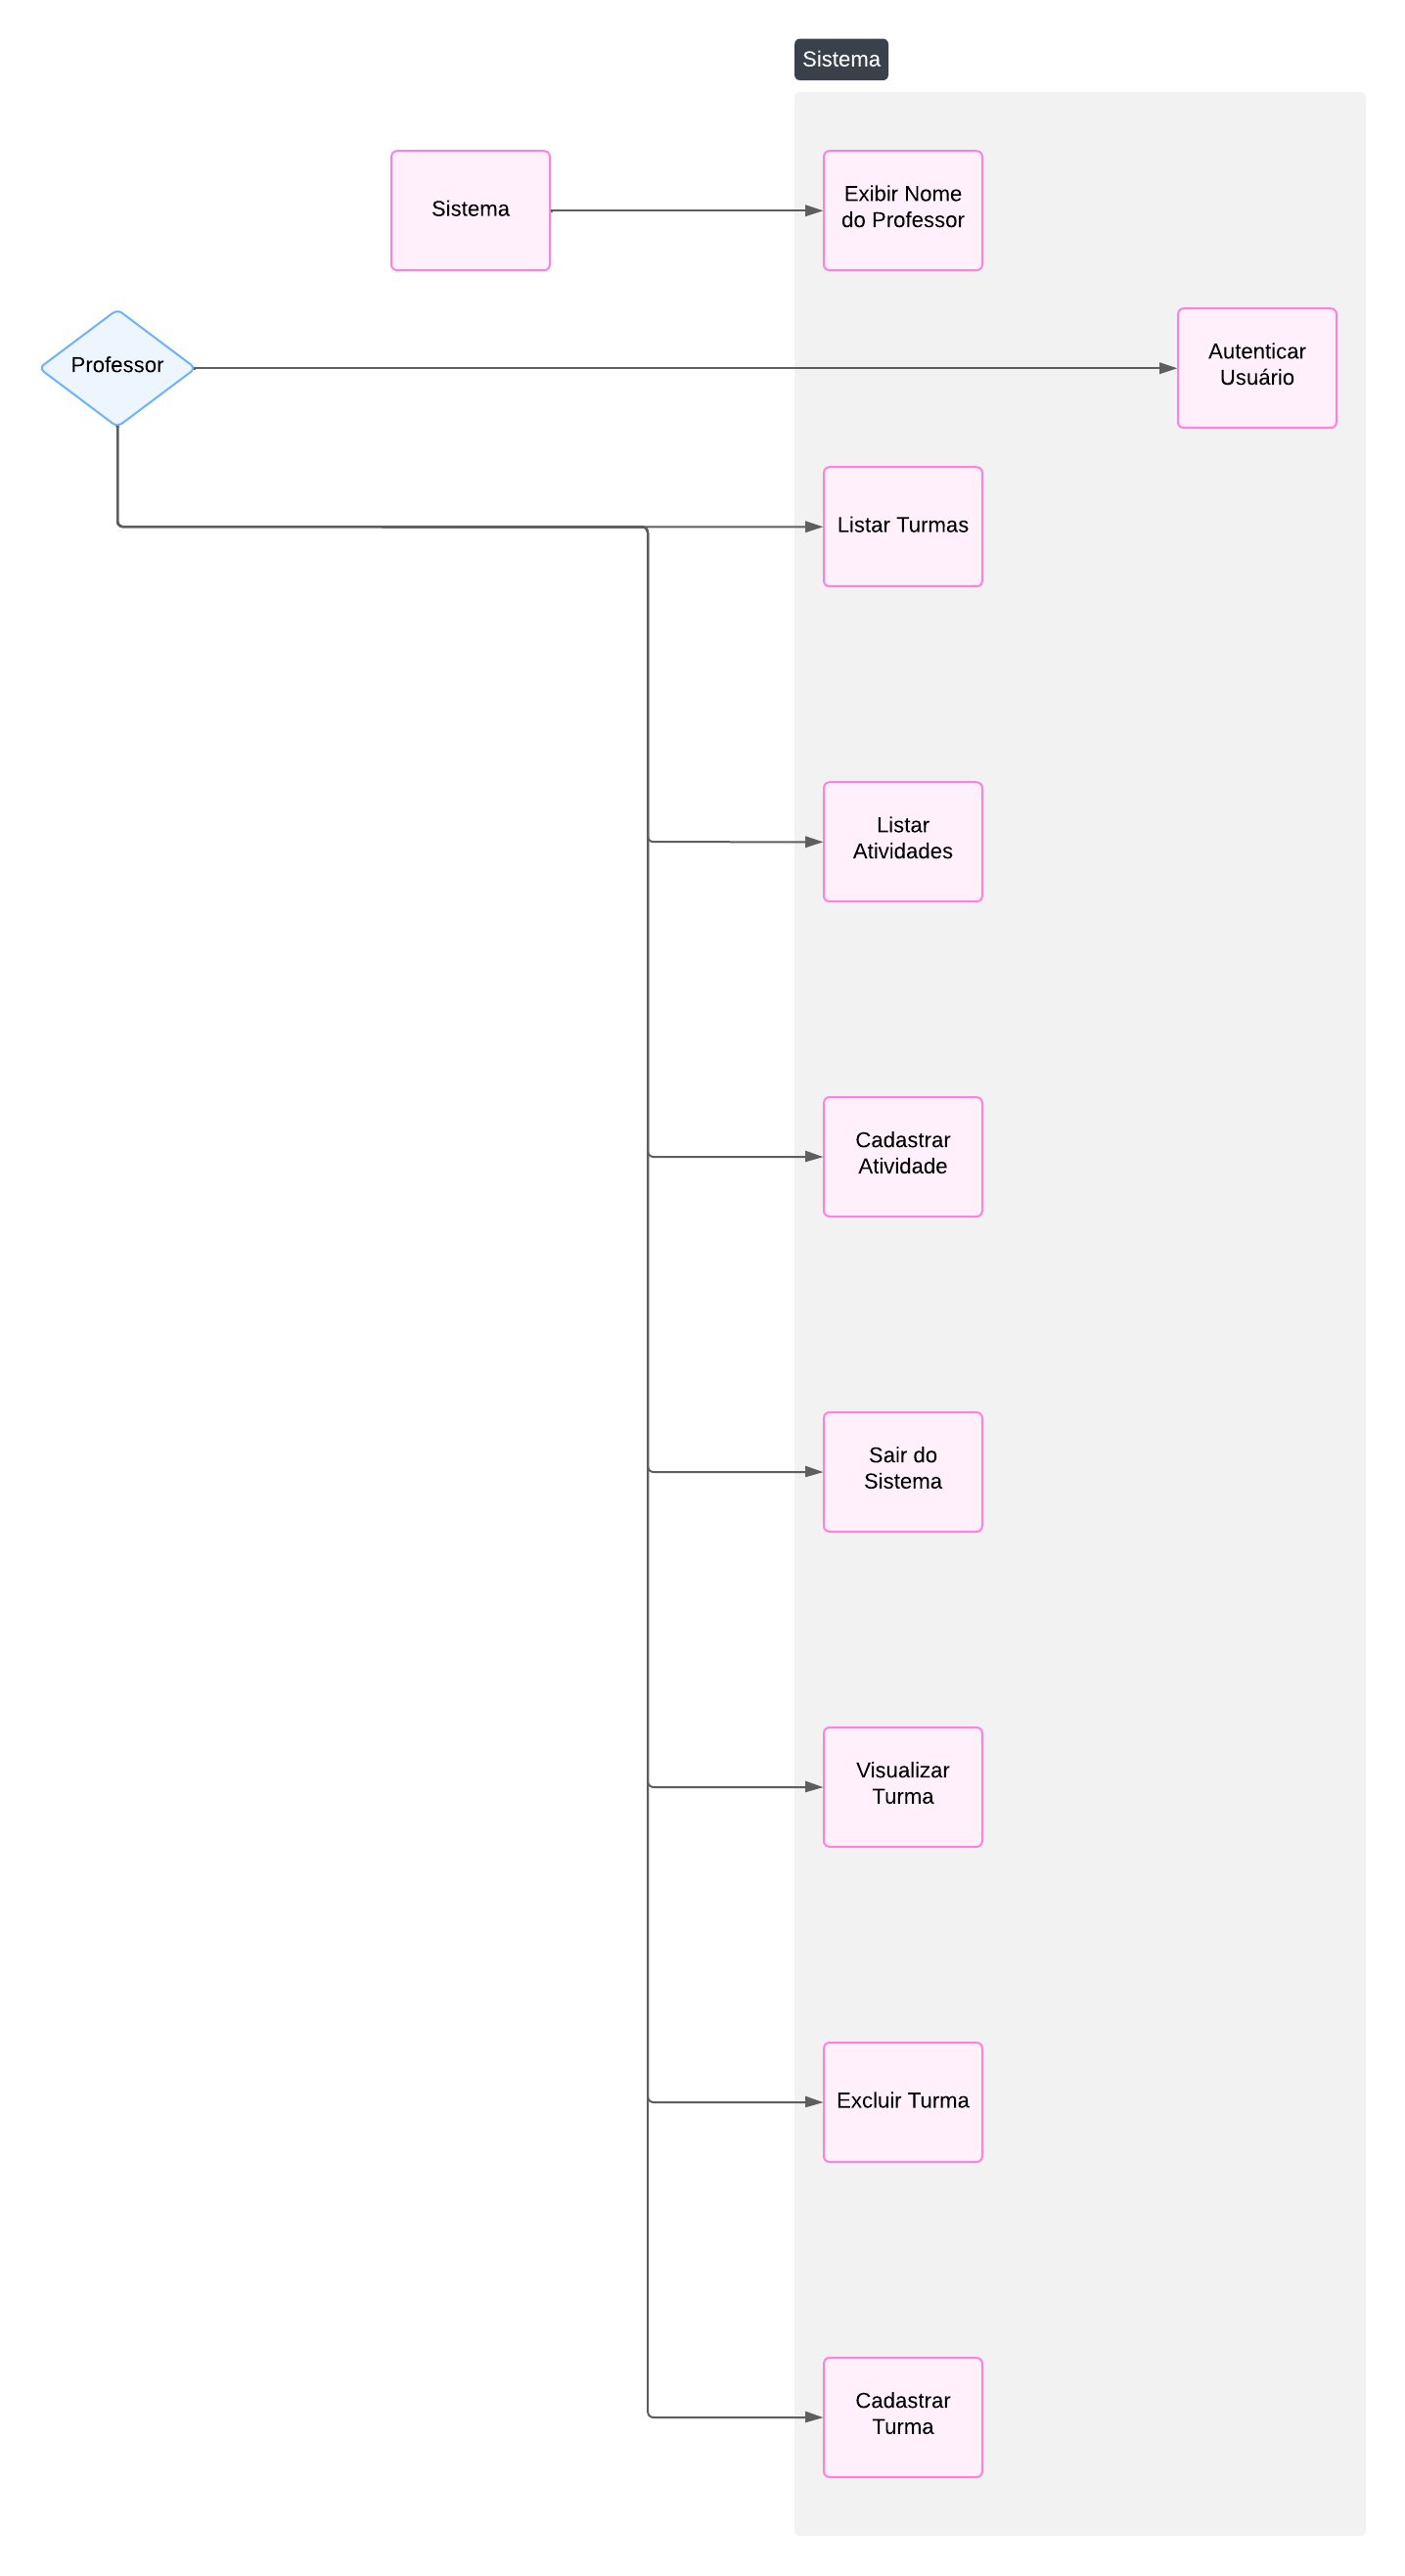 Sistema
Sistema
Exibir Nome
do Professor
Professor
Autenticar
Usuário
Listar Turmas
Listar
Atividades
Cadastrar
Atividade
Sair do
Sistema
Visualizar
Turma
Excluir Turma
Cadastrar
Turma